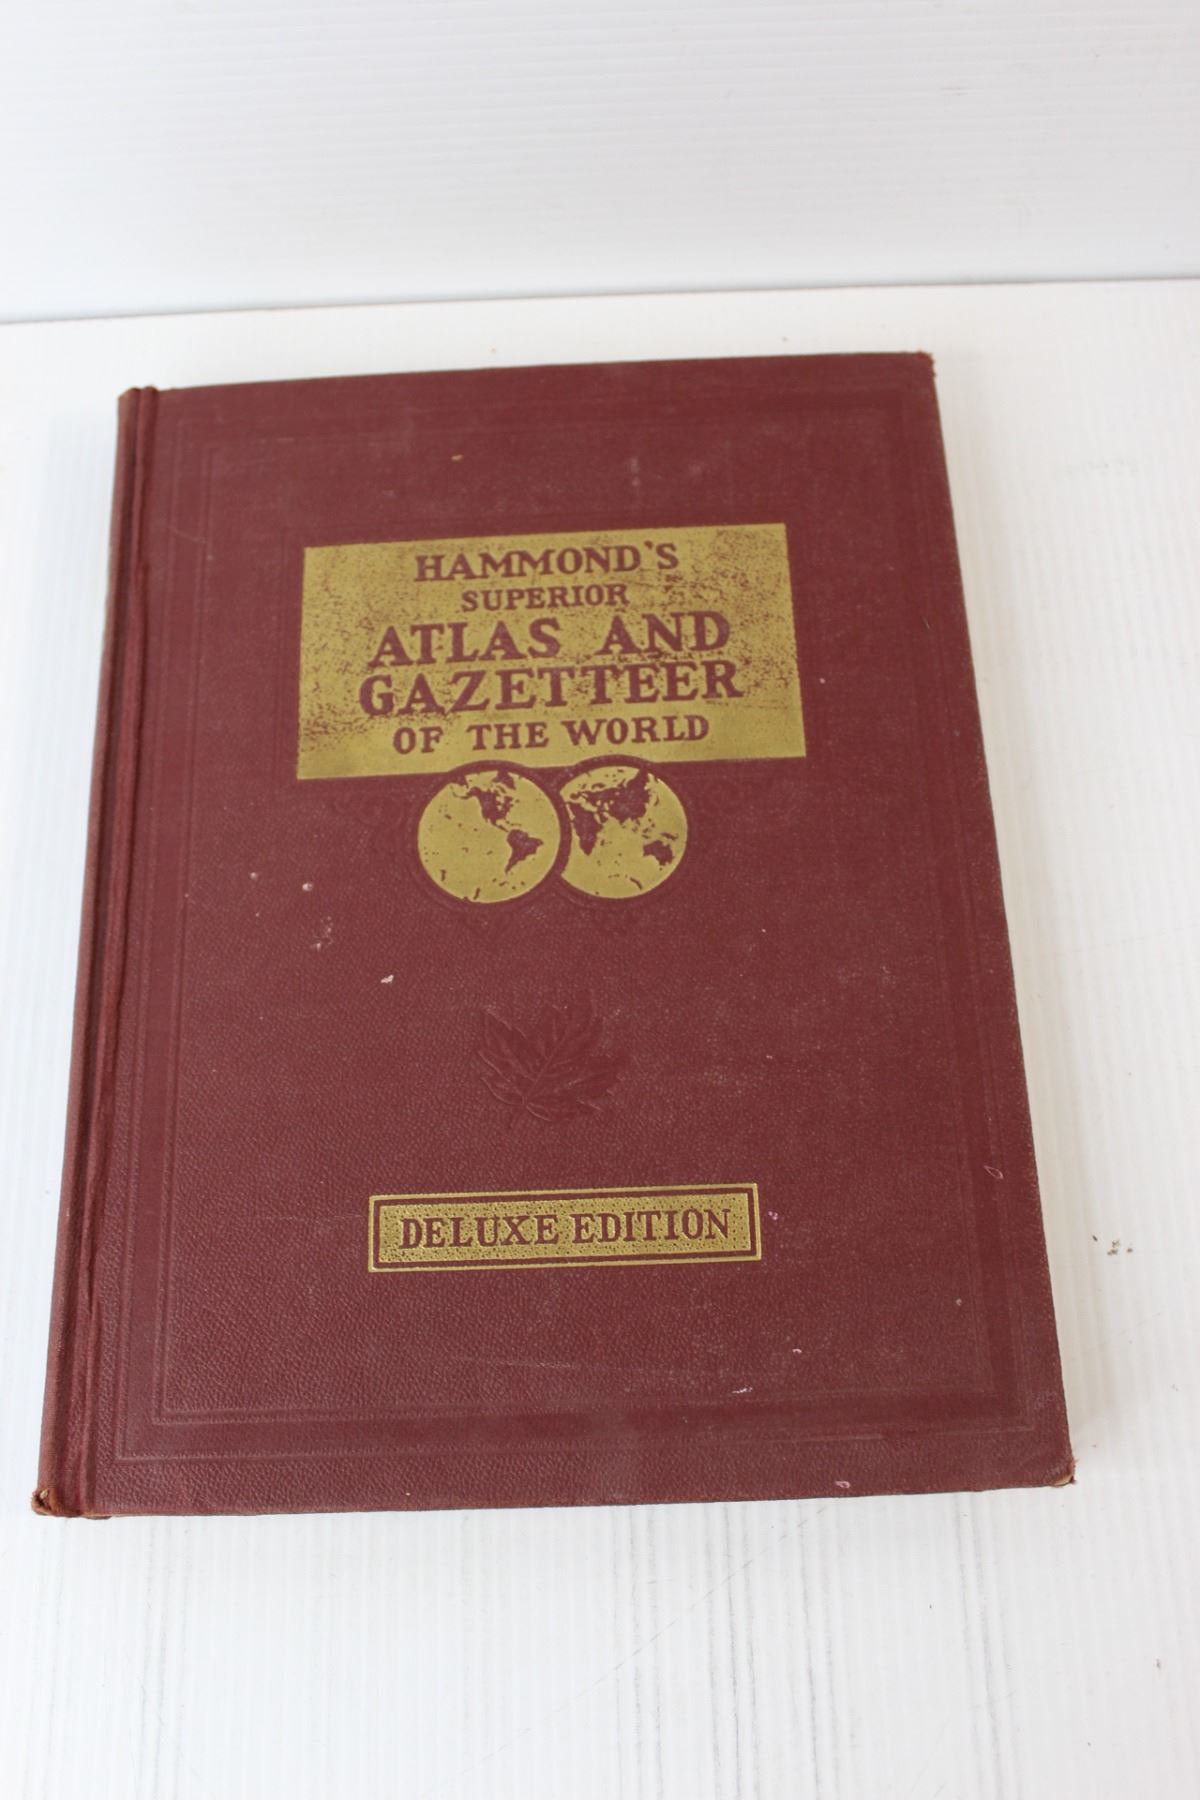 HAMMOND'S
SUPERIOR
ATLAS AND
GAZETTEER
OF THE WORLD
DELUXE EDITION